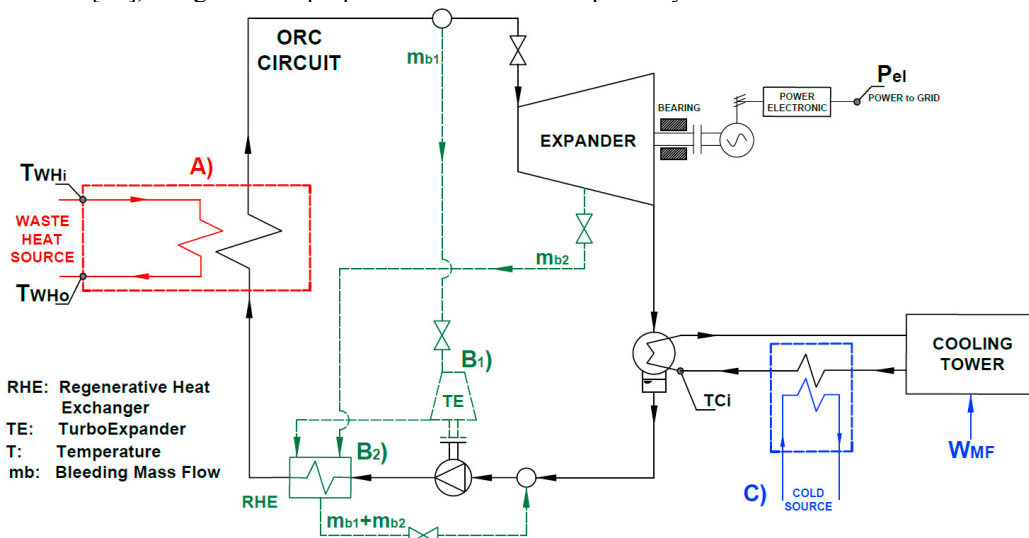 ORC
CIRCUIT
mb1
Pel
POWER
ELECTRONIC
POWER to GRID
BEARING
EXPANDER
A)
TWHi
WASTE
HEAT
SOURCE
TWHo
mb2
B1)
TE
COOLING
TOWER
TCi
WMF
RHE: Regenerative Heat
Exchanger
TE: TurboExpander
T: Temperature
mb: Bleeding Mass Flow
B2)
RHE
mb1+mb2
C)
COLD
SOURCE